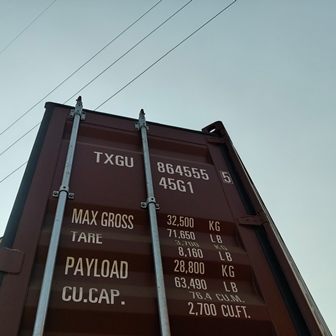 TXGU 864555 5
45G1
MAX GROSS 32,500 KG
71,650 LB
TARE 3,700 KG
8,160 LB
PAYLOAD 28,800 KG
63,490 LB
CU.CAP. 76.4 CU.M.
2,700 CU.FT.